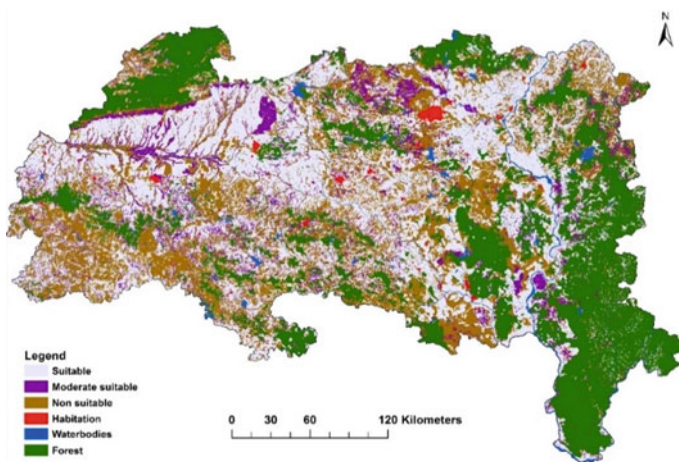 N
Legend
Suitable
Moderate suitable
Non suitable
Habitation
Waterbodies
Forest
0 30 60 120 Kilometers